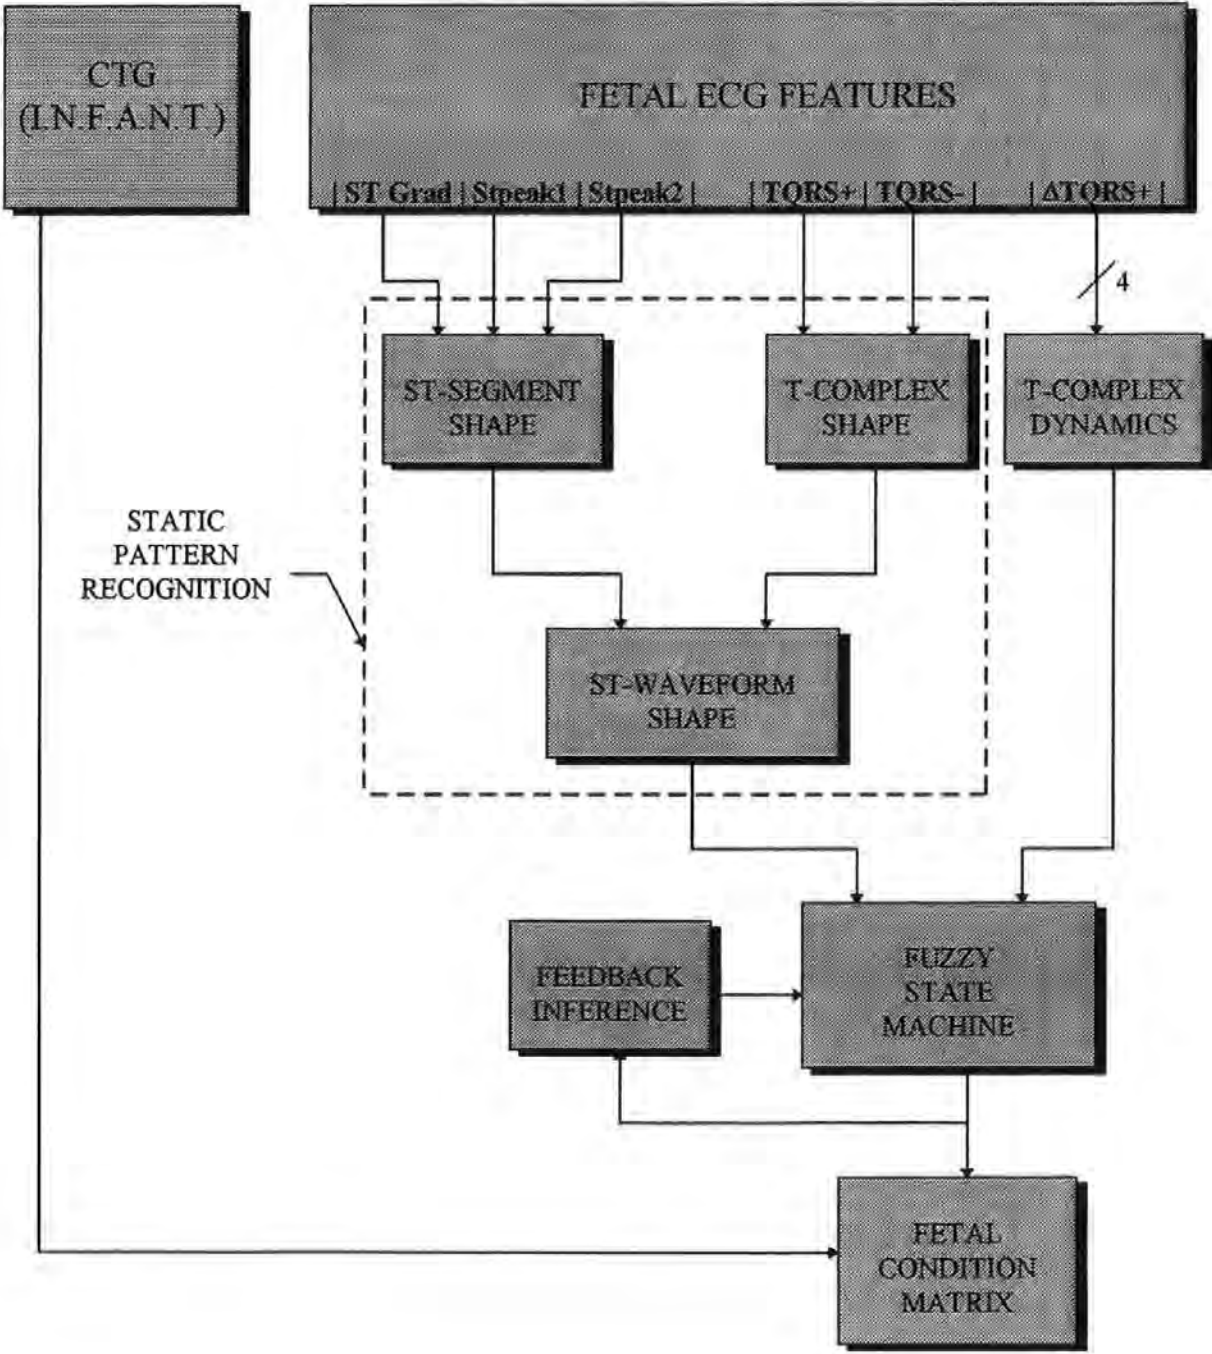 CTG
(I.N.F.A.N.T.)
FETAL ECG FEATURES
| ST Grad | Stpeak1 | Stpeak2 | | TQRS+ | TQRS- | | ΔTQRS+ |
4
ST-SEGMENT
SHAPE
T-COMPLEX
SHAPE
T-COMPLEX
DYNAMICS
STATIC
PATTERN
RECOGNITION
ST-WAVEFORM
SHAPE
FEEDBACK
INFERENCE
FUZZY
STATE
MACHINE
FETAL
CONDITION
MATRIX